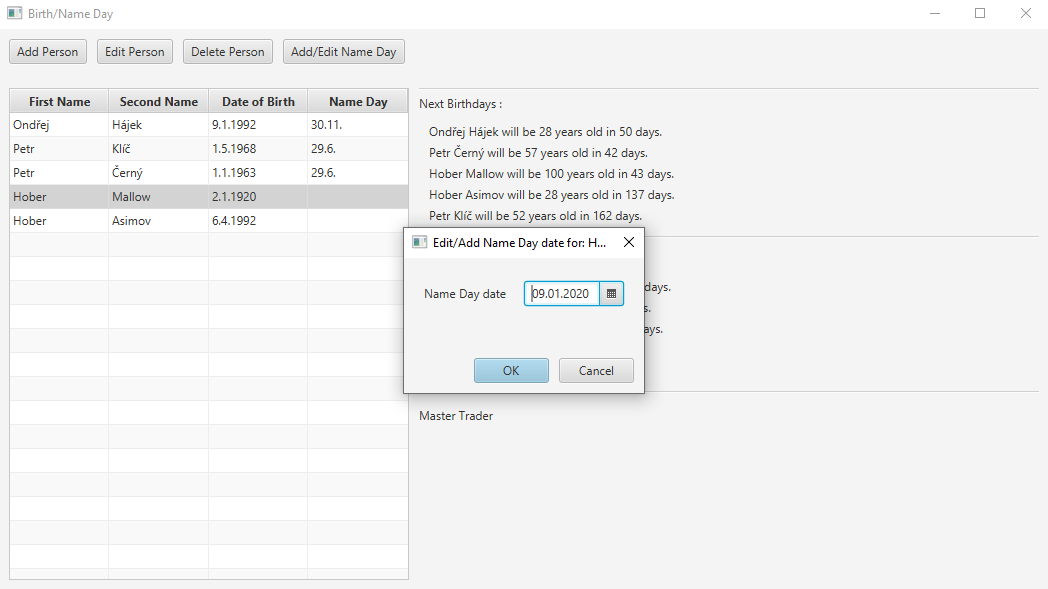 Birth/Name Day
Add Person Edit Person Delete Person Add/Edit Name Day
First Name Second Name Date of Birth Name Day
Ondřej Hájek 9.1.1992 30.11.
Petr Klíč 1.5.1968 29.6.
Petr Černý 1.1.1963 29.6.
Hober Mallow 2.1.1920
Hober Asimov 6.4.1992
Next Birthdays :
Ondřej Hájek will be 28 years old in 50 days.
Petr Černý will be 57 years old in 42 days.
Hober Mallow will be 100 years old in 43 days.
Hober Asimov will be 28 years old in 137 days.
Petr Klíč will be 52 years old in 162 days.
Edit/Add Name Day date for: H...
Name Day date 09.01.2020
OK Cancel
days.
Master Trader